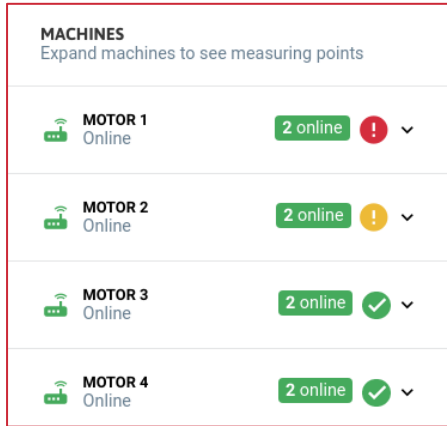 MACHINES
Expand machines to see measuring points
MOTOR 1
Online
2 online
MOTOR 2
Online
2 online
MOTOR 3
Online
2 online
MOTOR 4
Online
2 online